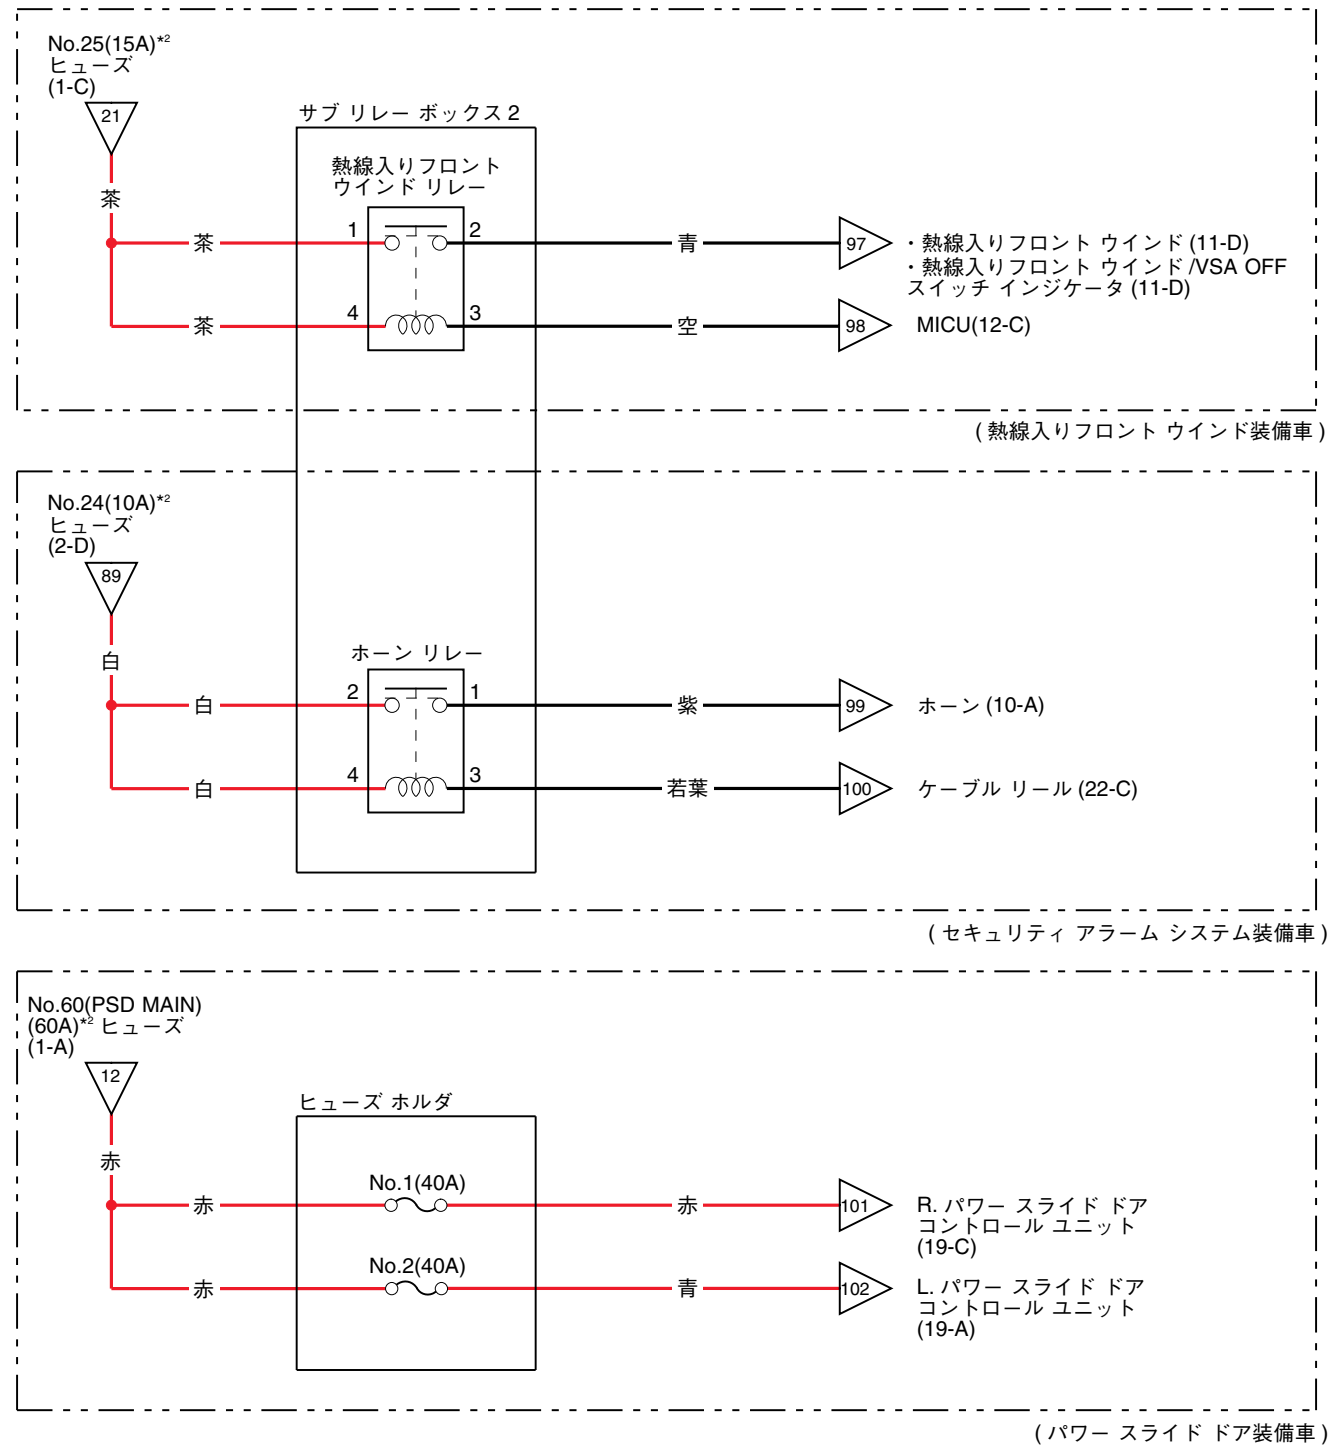 No.25(15A)*2
ヒューズ
(1-C)
21
サブ リレー ボックス 2
熱線入りフロント
ウインド リレー
茶
茶
1
2
青
97
・熱線入りフロント ウインド (11-D)
・熱線入りフロント ウインド /VSA OFF
スイッチ インジケータ (11-D)
茶
4
3
空
98
MICU(12-C)
( 熱線入りフロント ウインド装備車 )
No.24(10A)*2
ヒューズ
(2-D)
89
白
ホーン リレー
白
2
1
紫
99
ホーン (10-A)
白
4
3
若葉
100
ケーブル リール (22-C)
( セキュリティ アラーム システム装備車 )
No.60(PSD MAIN)
(60A)*2 ヒューズ
(1-A)
12
ヒューズ ホルダ
赤
No.1(40A)
赤
赤
101
R. パワー スライド ドア
コントロール ユニット
(19-C)
No.2(40A)
赤
青
102
L. パワー スライド ドア
コントロール ユニット
(19-A)
( パワー スライド ドア装備車 )